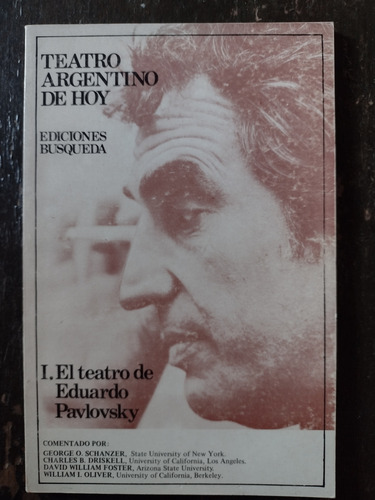 TEATRO
ARGENTINO
DE HOY
EDICIONES
BUSQUEDA
I. El teatro de
Eduardo
Pavlovsky
COMENTADO POR:
GEORGE O. SCHANZER, State University of New York.
CHARLES B. DRISKELL, University of California, Los Angeles.
DAVID WILLIAM FOSTER, Arizona State University.
WILLIAM I. OLIVER, University of California, Berkeley.